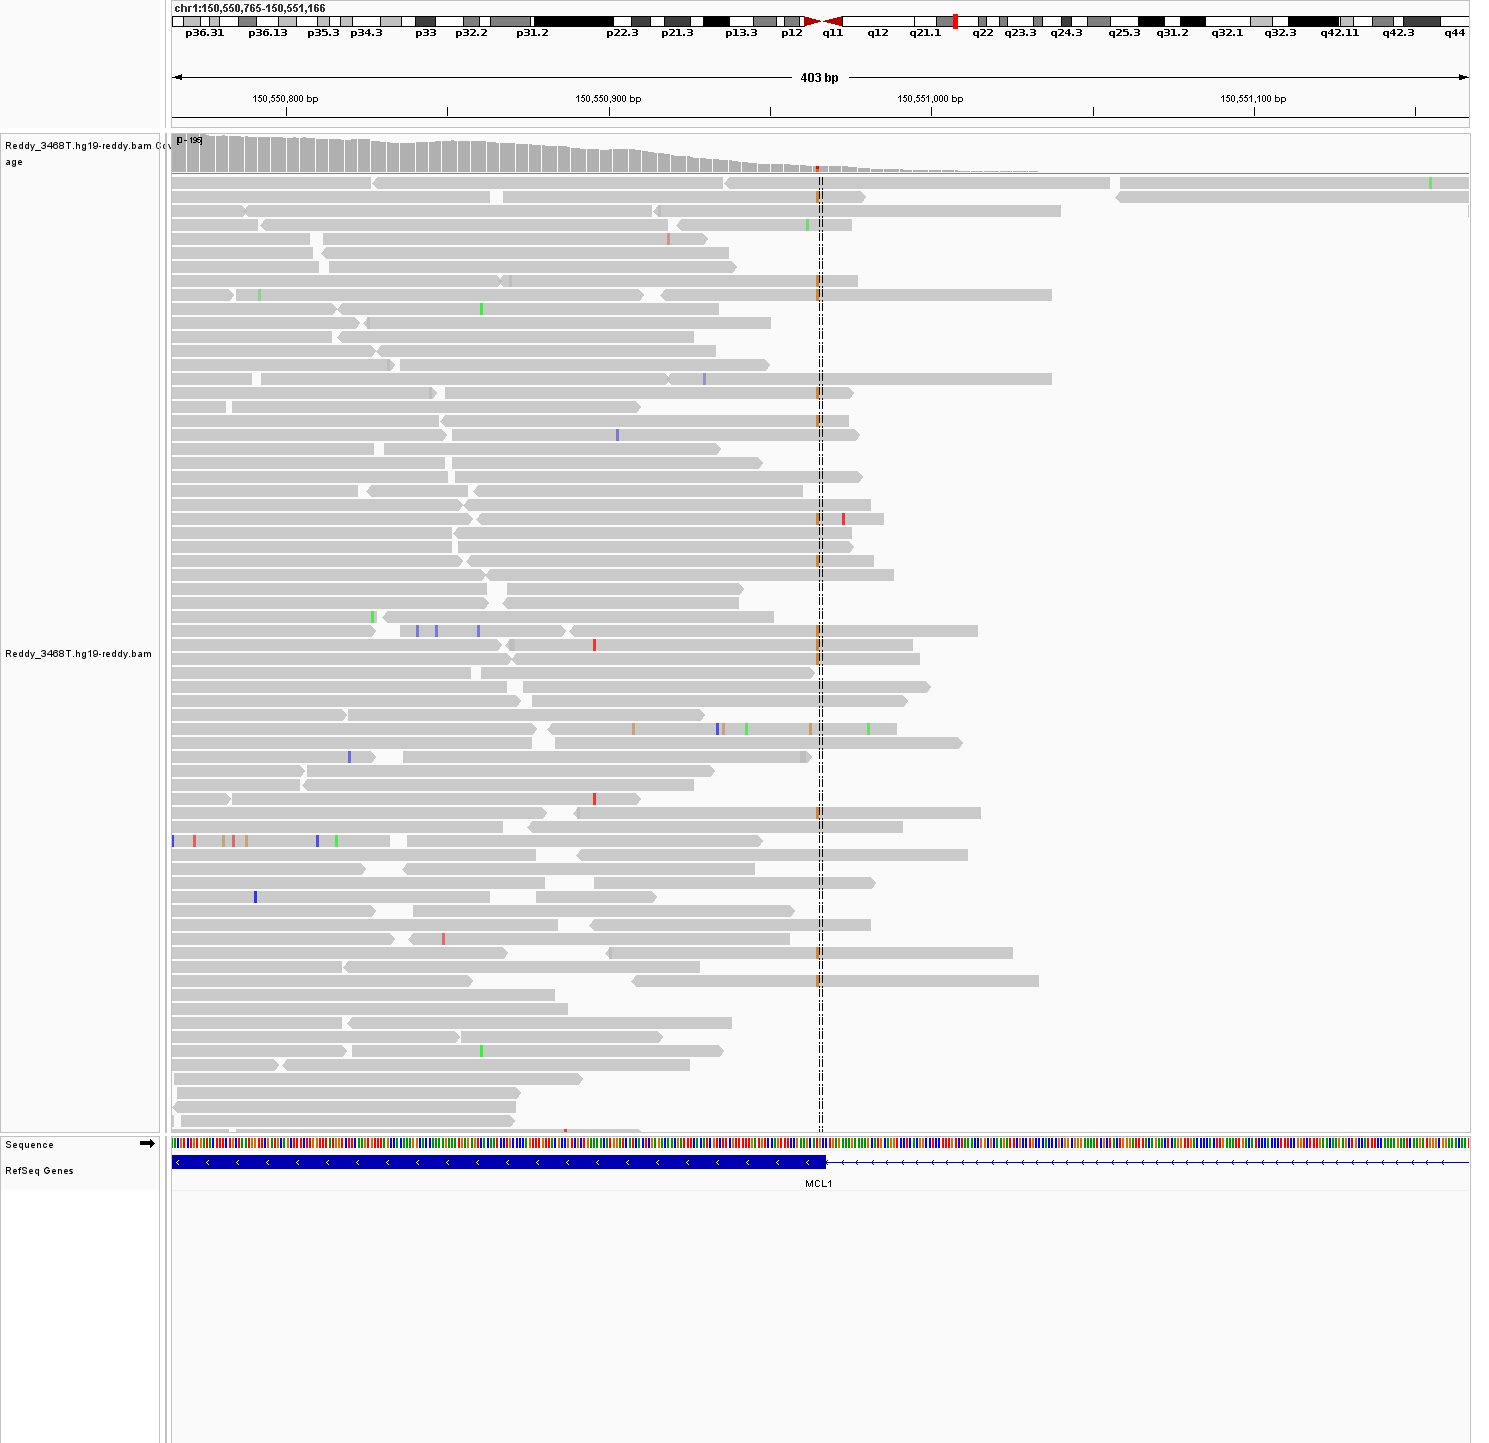 chr1:150,550,765-150,551,166
p36.31 p36.13 p35.3 p34.3 p33 p32.2 p31.2 p22.3 p21.3 p13.3 p12 q11 q12 q21.1 q22 q23.3 q24.3 q25.3 q31.2 q32.1 q32.3 q42.11 q42.3 q44
403 bp
150,550,800 bp 150,550,900 bp 150,551,000 bp 150,551,100 bp
[0 - 195]
Reddy_3468T.hg19-reddy.bam Cov
age
Reddy_3468T.hg19-reddy.bam
Sequence
RefSeq Genes
MCL1